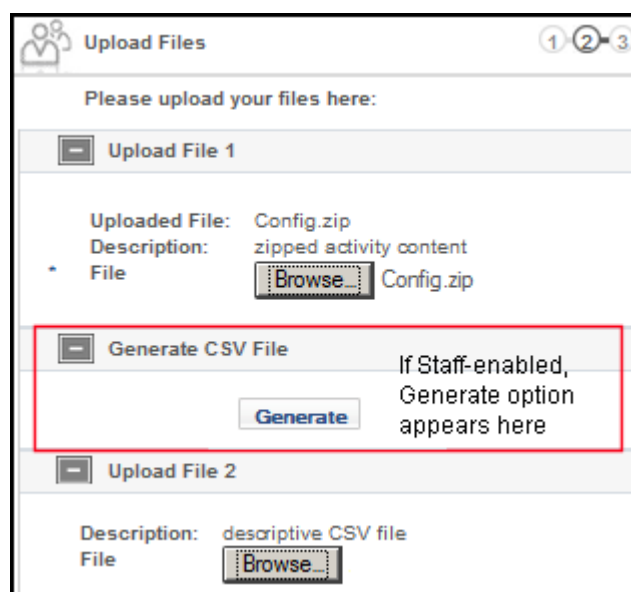 Upload Files
1 2 3
Please upload your files here:
Upload File 1
Uploaded File: Config.zip
Description: zipped activity content
* File Browse... Config.zip
Generate CSV File
If Staff-enabled,
Generate option
appears here
Generate
Upload File 2
Description: descriptive CSV file
File Browse...